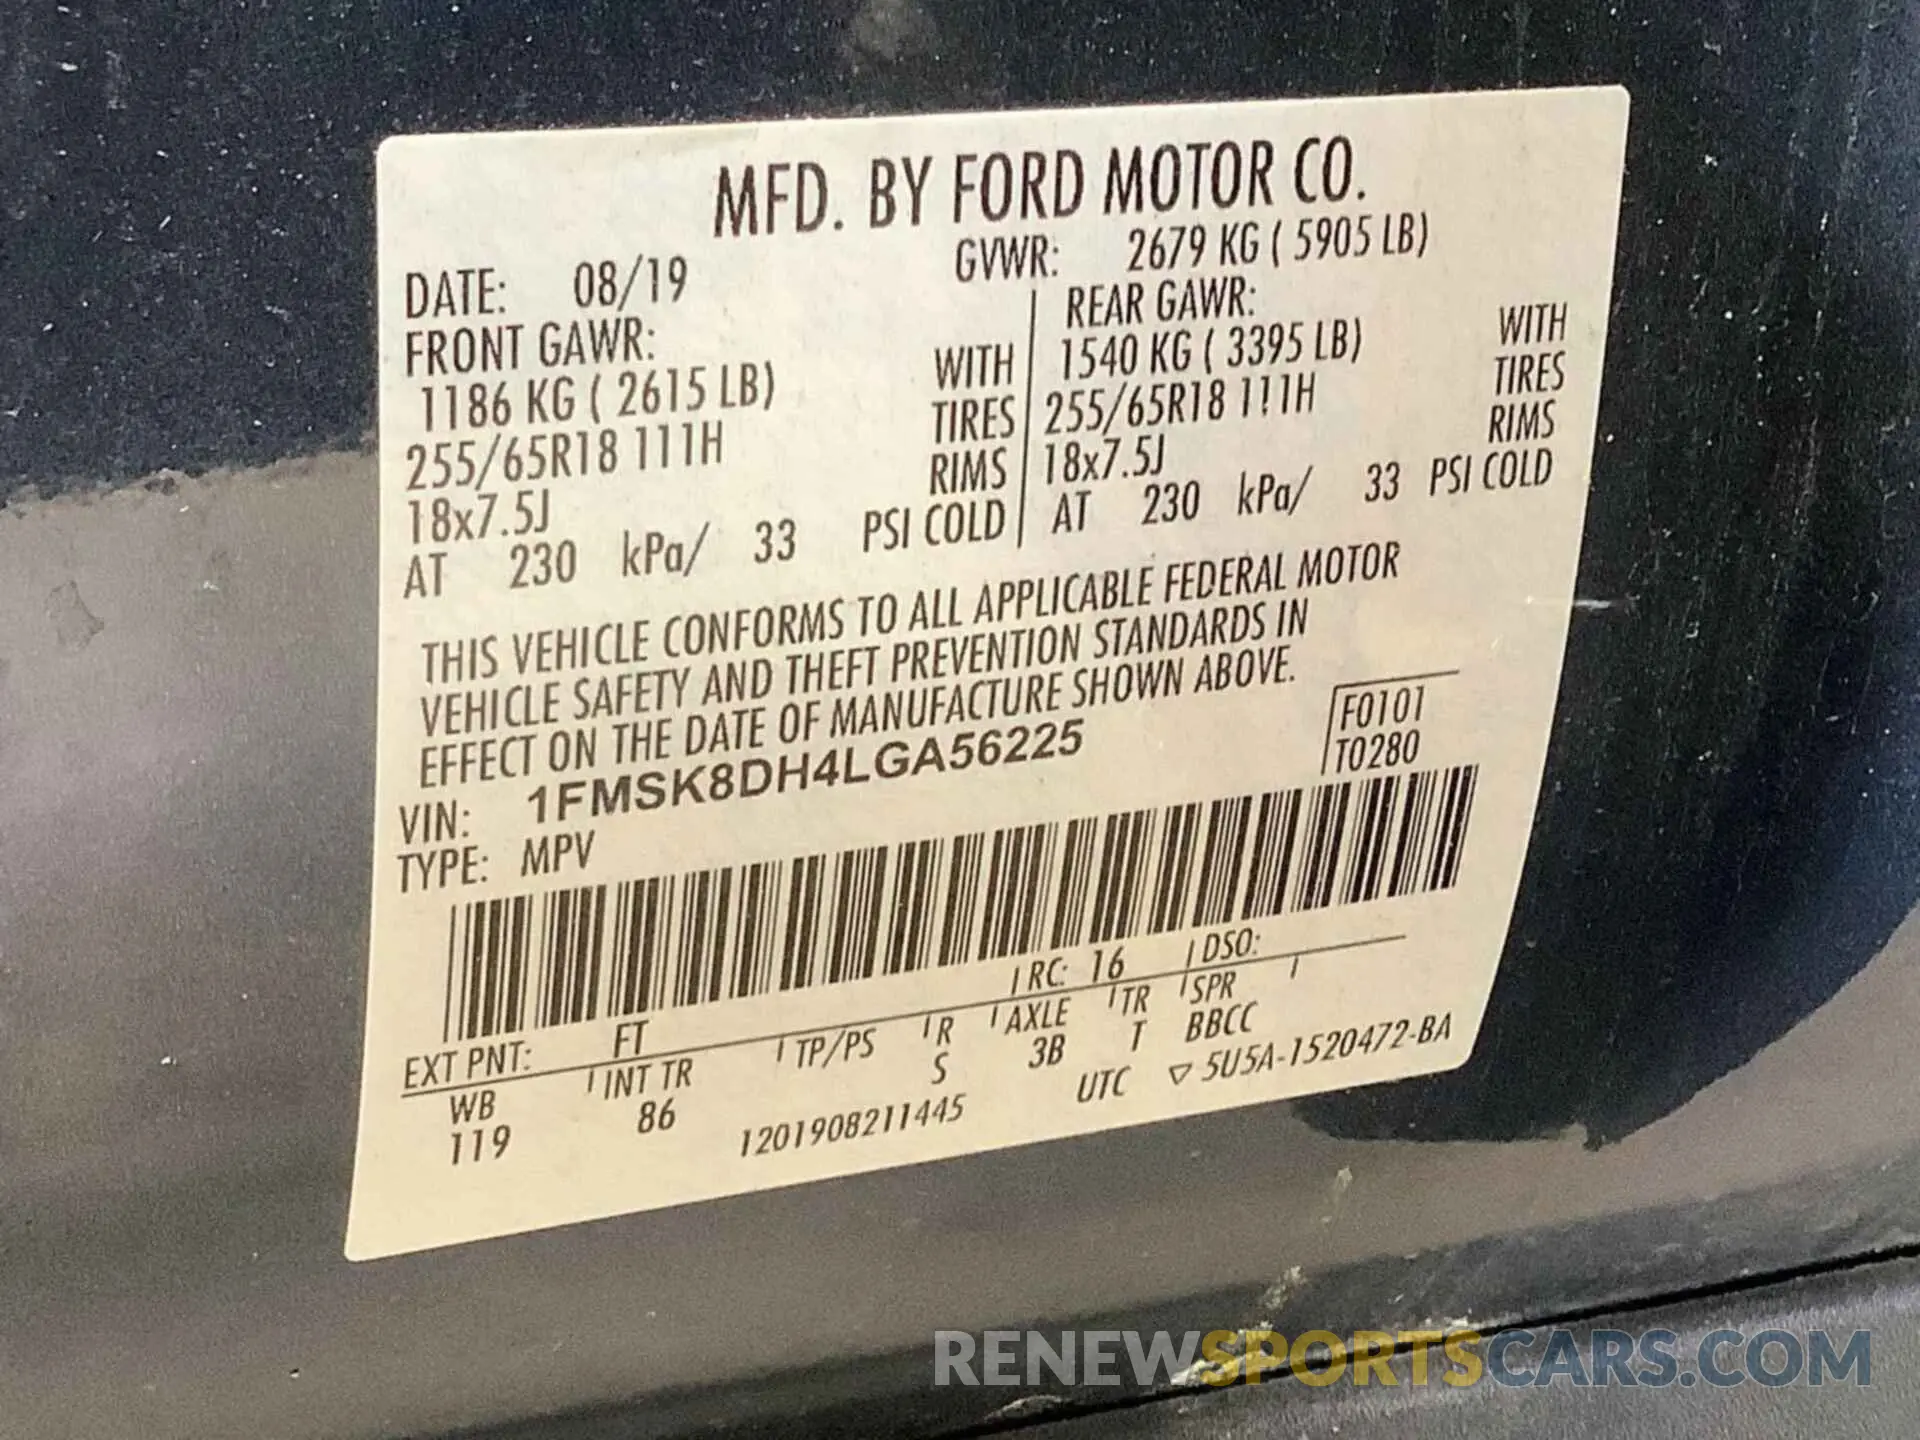 MFD. BY FORD MOTOR CO.
DATE: 08/19 GVWR: 2679 KG ( 5905 LB)
FRONT GAWR: REAR GAWR:
1186 KG ( 2615 LB) WITH 1540 KG ( 3395 LB) WITH
255/65R18 111H TIRES 255/65R18 111H TIRES
18x7.5J RIMS 18x7.5J RIMS
AT 230 kPa/ 33 PSI COLD AT 230 kPa/ 33 PSI COLD
THIS VEHICLE CONFORMS TO ALL APPLICABLE FEDERAL MOTOR
VEHICLE SAFETY AND THEFT PREVENTION STANDARDS IN
EFFECT ON THE DATE OF MANUFACTURE SHOWN ABOVE.
VIN: 1FMSK8DH4LGA56225 F0101
TYPE: MPV T0280
EXT PNT: FT RC: 16 DSO:
WB INT TR TP/PS R AXLE TR SPR
119 86 S 3B T BBCC
1201908211445 UTC ▽ 5U5A-1520472-BA
RENEWSPORTSCARS.COM